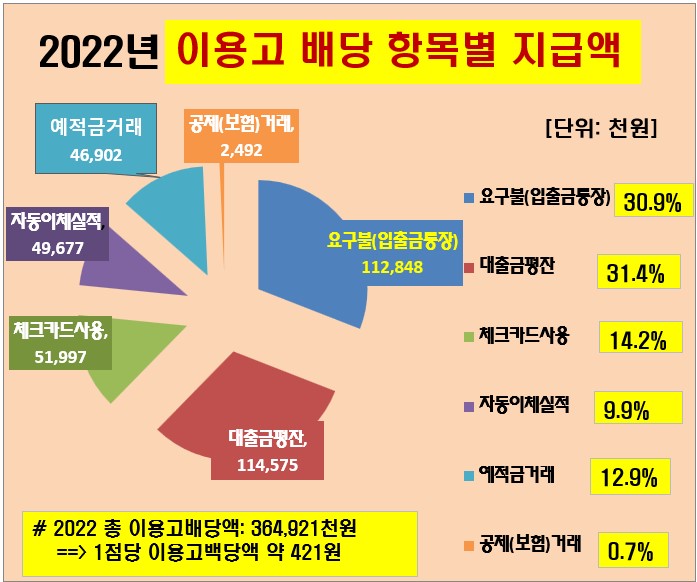 2022년 이용고 배당 항목별 지급액
[단위: 천원]
예적금거래
46,902
공제(보험)거래,
2,492
요구불(입출금통장)
112,848
자동이체실적,
49,677
체크카드사용,
51,997
대출금평잔,
114,575
요구불(입출금통장) 30.9%
대출금평잔 31.4%
체크카드사용 14.2%
자동이체실적 9.9%
예적금거래 12.9%
공제(보험)거래 0.7%
# 2022 총 이용고배당액: 364,921천원
==> 1점당 이용고백당액 약 421원